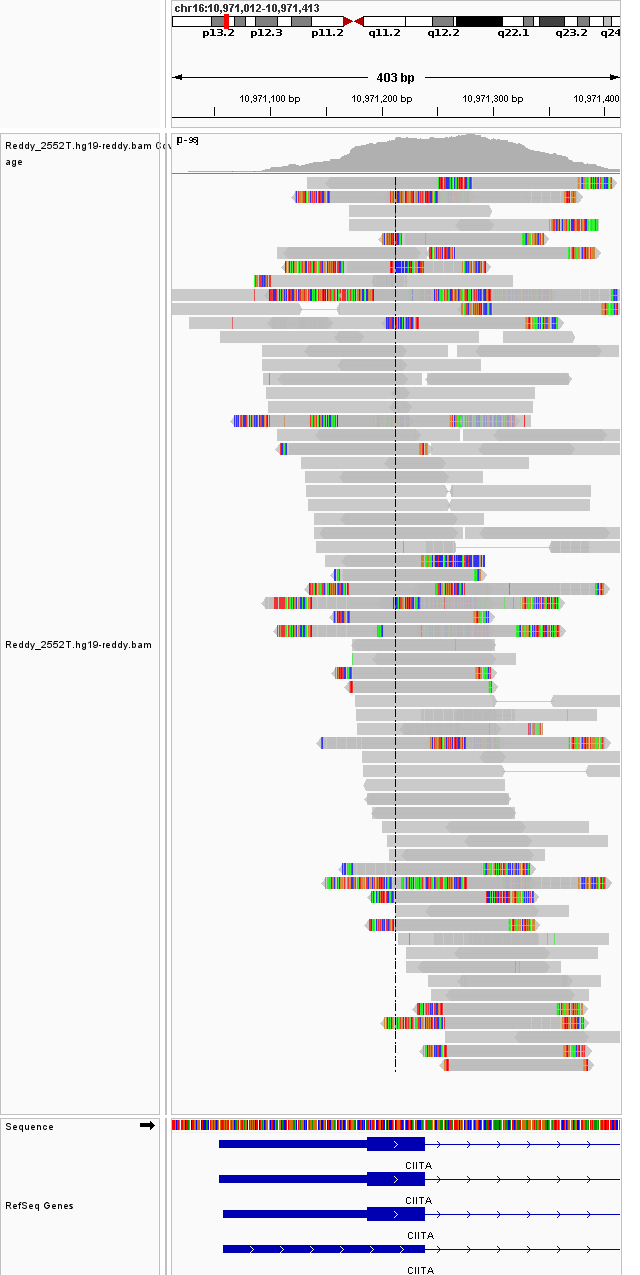 chr16:10,971,012-10,971,413
p13.2 p12.3 p11.2 q11.2 q12.2 q22.1 q23.2 q24
403 bp
10,971,100 bp 10,971,200 bp 10,971,300 bp 10,971,400
Reddy_2552T.hg19-reddy.bam Cov
age
Reddy_2552T.hg19-reddy.bam
Sequence
CIITA
CIITA
RefSeq Genes
CIITA
CIITA